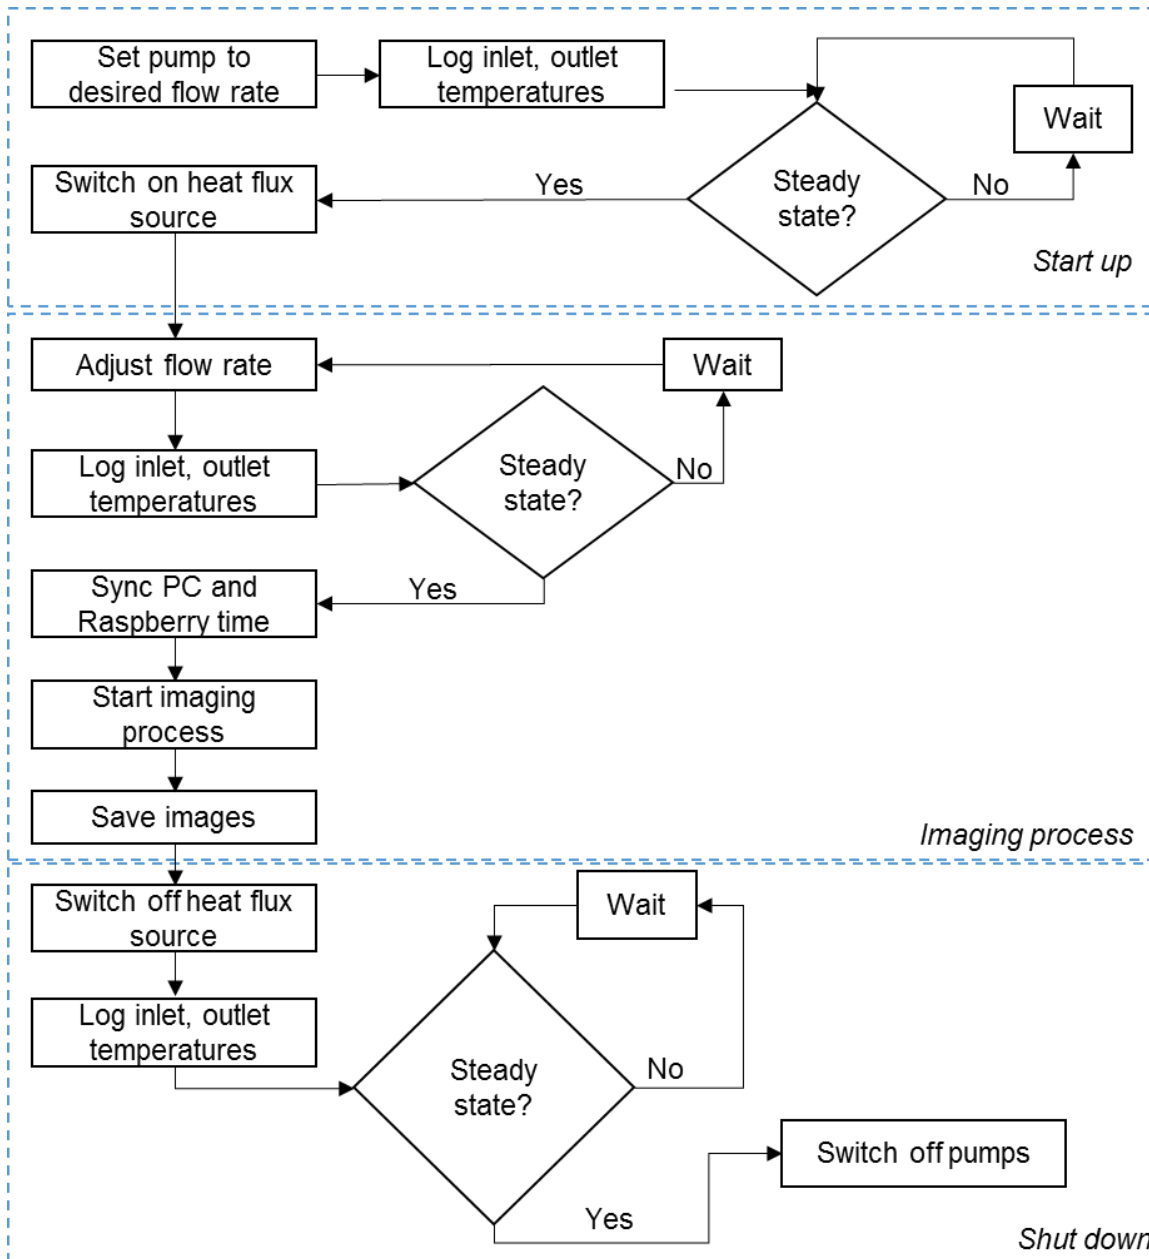 Set pump to
desired flow rate
Log inlet, outlet
temperatures
Wait
Switch on heat flux
source
Yes
Steady
state?
No
Start up
Adjust flow rate
Wait
Log inlet, outlet
temperatures
Steady
state?
No
Sync PC and
Raspberry time
Yes
Start imaging
process
Save images
Imaging process
Switch off heat flux
source
Wait
Log inlet, outlet
temperatures
Steady
state?
No
Switch off pumps
Yes
Shut down